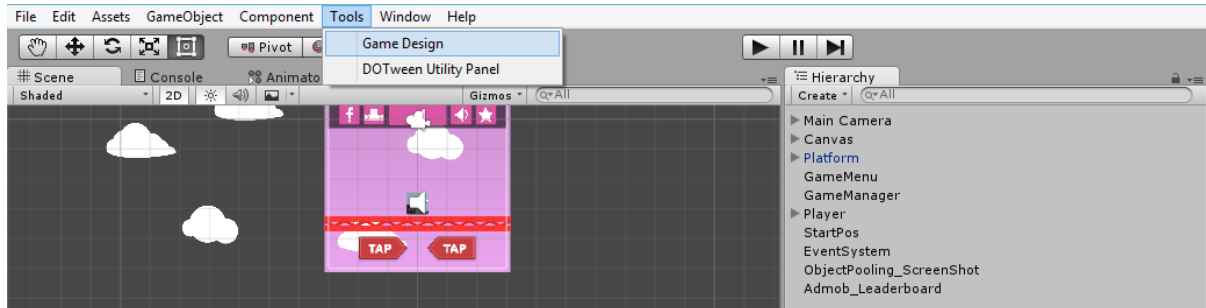 File Edit Assets GameObject Component Tools Window Help
Pivot
Game Design
DOTween Utility Panel
Scene Console Animato
Shaded 2D Gizmos All
TAP TAP
Hierarchy
Create All
Main Camera
Canvas
Platform
GameMenu
GameManager
Player
StartPos
EventSystem
ObjectPooling_ScreenShot
Admob_Leaderboard